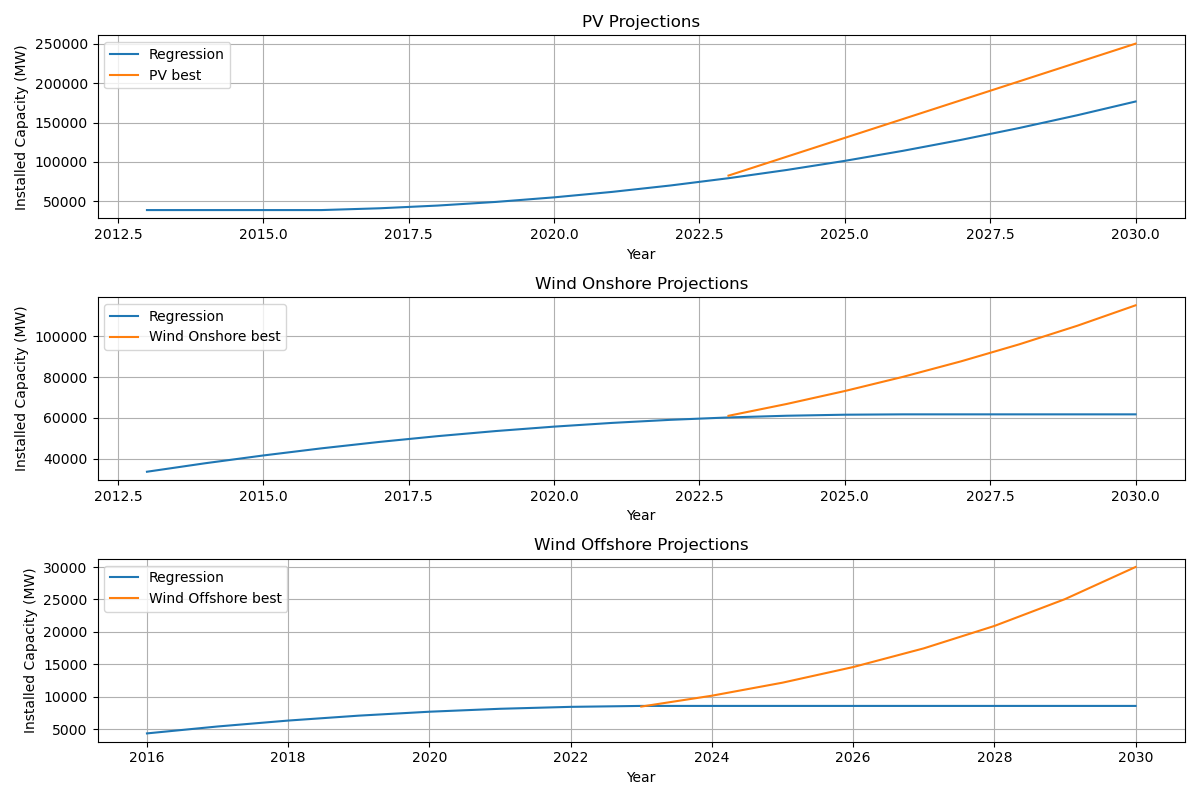 PV Projections
Installed Capacity (MW)
250000
200000
150000
100000
50000
Regression
PV best
2012.5 2015.0 2017.5 2020.0 2022.5 2025.0 2027.5 2030.0
Year
Wind Onshore Projections
Installed Capacity (MW)
100000
80000
60000
40000
Regression
Wind Onshore best
2012.5 2015.0 2017.5 2020.0 2022.5 2025.0 2027.5 2030.0
Year
Wind Offshore Projections
Installed Capacity (MW)
30000
25000
20000
15000
10000
5000
Regression
Wind Offshore best
2016 2018 2020 2022 2024 2026 2028 2030
Year